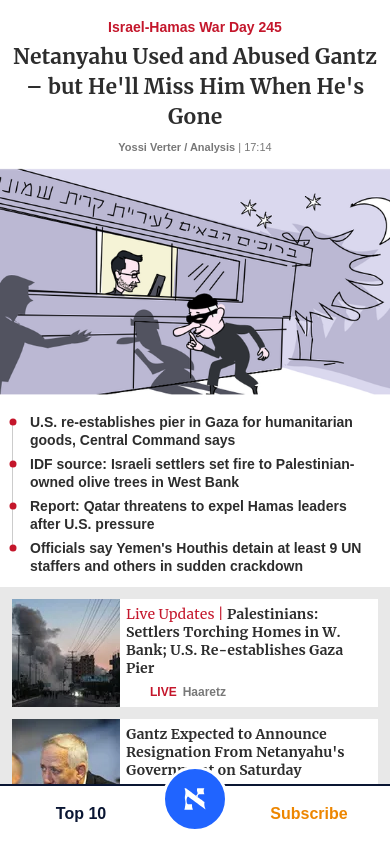 Israel-Hamas War Day 245
Netanyahu Used and Abused Gantz
– but He'll Miss Him When He's
Gone
Yossi Verter / Analysis | 17:14
ברוכים הבאים לעיריית קרית שמונ
U.S. re-establishes pier in Gaza for humanitarian
goods, Central Command says
IDF source: Israeli settlers set fire to Palestinian-
owned olive trees in West Bank
Report: Qatar threatens to expel Hamas leaders
after U.S. pressure
Officials say Yemen's Houthis detain at least 9 UN
staffers and others in sudden crackdown
Live Updates | Palestinians:
Settlers Torching Homes in W.
Bank; U.S. Re-establishes Gaza
Pier
LIVE Haaretz
Gantz Expected to Announce
Resignation From Netanyahu's
Government on Saturday
Top 10
Subscribe